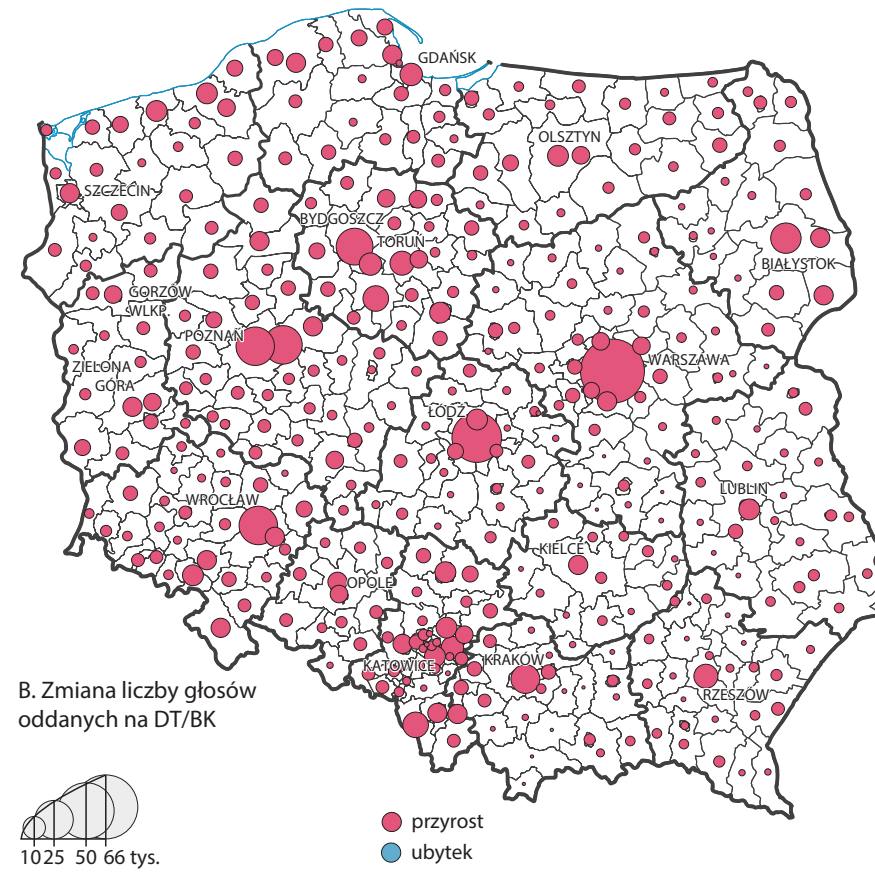 GDAŃSK
OLSZTYN
SZCZECIN
BYDGOSZCZ
TORUŃ
BIAŁYSTOK
GORZÓW
WLKP.
POZNAŃ
WARSZAWA
ZIELONA
GÓRA
ŁÓDŹ
WROCŁAW
LUBLIN
KIELCE
OPOLE
KATOWICE
KRAKÓW
RZESZÓW
B. Zmiana liczby głosów
oddanych na DT/BK
10 25 50 66 tys.
przyrost
ubytek